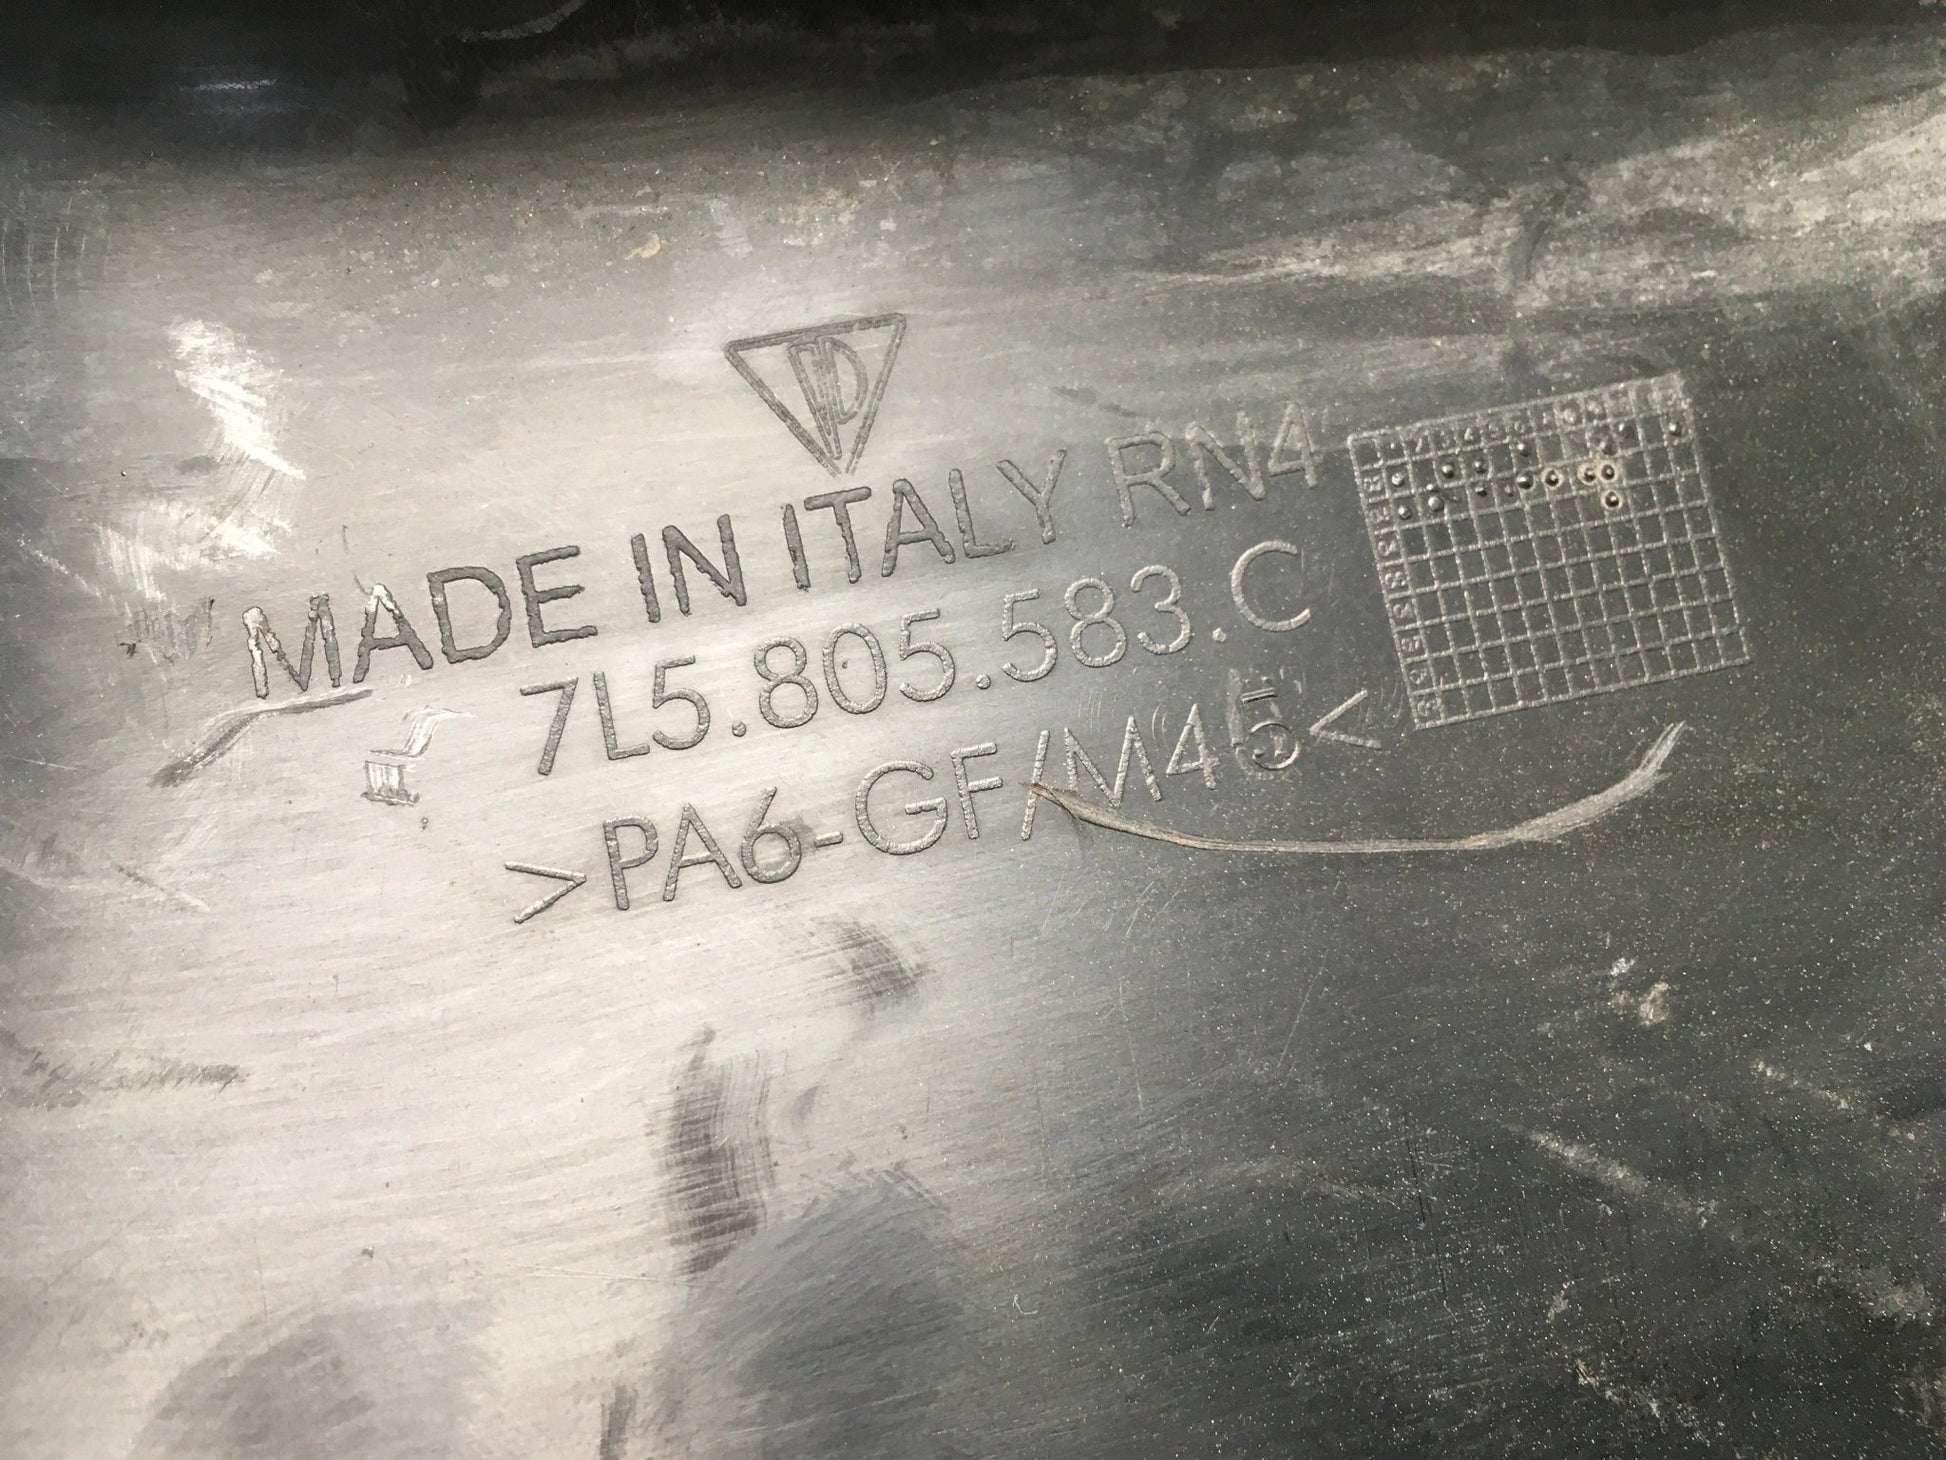 MADE IN ITALY RN4
7L5.805.583.C
>PA6-GF/M45<